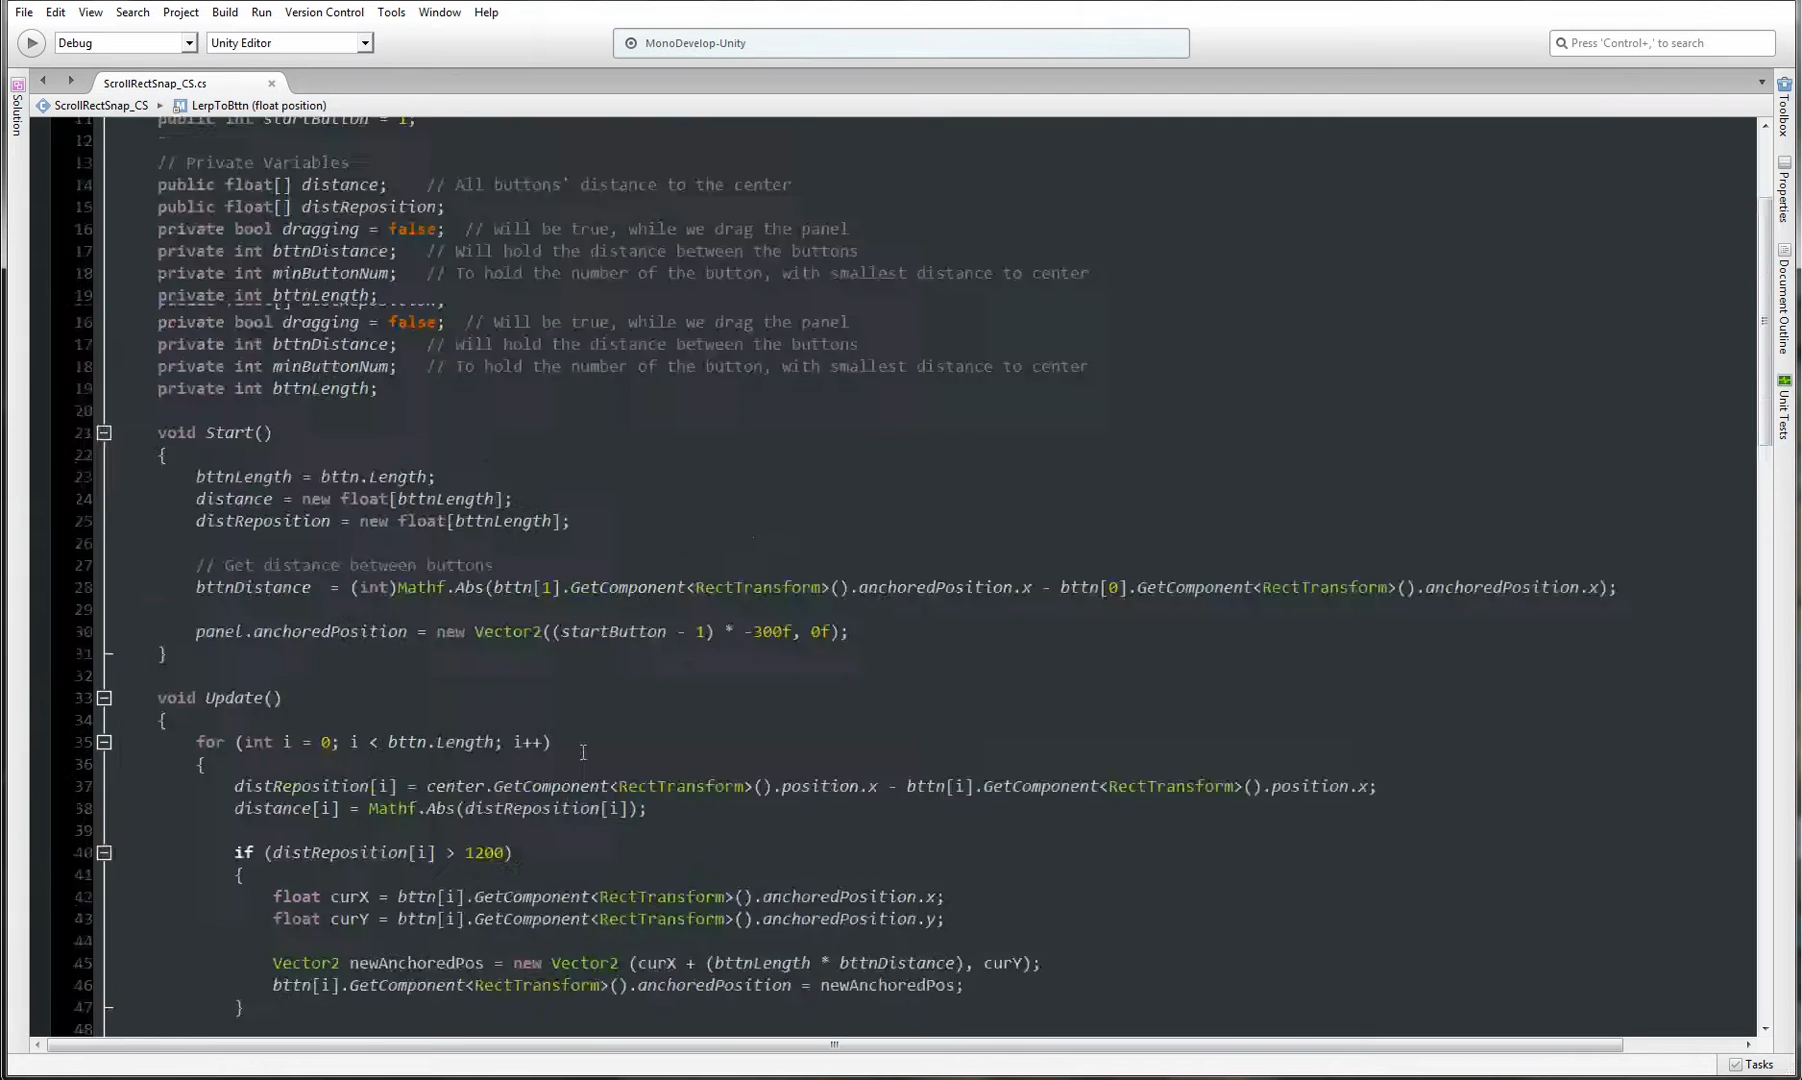 File Edit View Search Project Build Run Version Control Tools Window Help
Debug Unity Editor MonoDevelop-Unity Press 'Control+,' to search
ScrollRectSnap_CS.cs
ScrollRectSnap_CS LerpToBttn (float position)
11 public int startButton = 1;
12
13 // Private Variables
14 public float[] distance; // All buttons' distance to the center
15 public float[] distReposition;
16 private bool dragging = false; // Will be true, while we drag the panel
17 private int bttnDistance; // Will hold the distance between the buttons
18 private int minButtonNum; // To hold the number of the button, with smallest distance to center
19 private int bttnLength;
16 private bool dragging = false; // Will be true, while we drag the panel
17 private int bttnDistance; // Will hold the distance between the buttons
18 private int minButtonNum; // To hold the number of the button, with smallest distance to center
19 private int bttnLength;
20
21 void Start()
22 {
23 bttnLength = bttn.Length;
24 distance = new float[bttnLength];
25 distReposition = new float[bttnLength];
26
27 // Get distance between buttons
28 bttnDistance = (int)Mathf.Abs(bttn[1].GetComponent<RectTransform>().anchoredPosition.x - bttn[0].GetComponent<RectTransform>().anchoredPosition.x);
29
30 panel.anchoredPosition = new Vector2((startButton - 1) * -300f, 0f);
31 }
32
33 void Update()
34 {
35 for (int i = 0; i < bttn.Length; i++)
36 {
37 distReposition[i] = center.GetComponent<RectTransform>().position.x - bttn[i].GetComponent<RectTransform>().position.x;
38 distance[i] = Mathf.Abs(distReposition[i]);
39
40 if (distReposition[i] > 1200)
41 {
42 float curX = bttn[i].GetComponent<RectTransform>().anchoredPosition.x;
43 float curY = bttn[i].GetComponent<RectTransform>().anchoredPosition.y;
44
45 Vector2 newAnchoredPos = new Vector2 (curX + (bttnLength * bttnDistance), curY);
46 bttn[i].GetComponent<RectTransform>().anchoredPosition = newAnchoredPos;
47 }
48
Solution
Toolbox
Properties
Document Outline
Unit Tests
Tasks